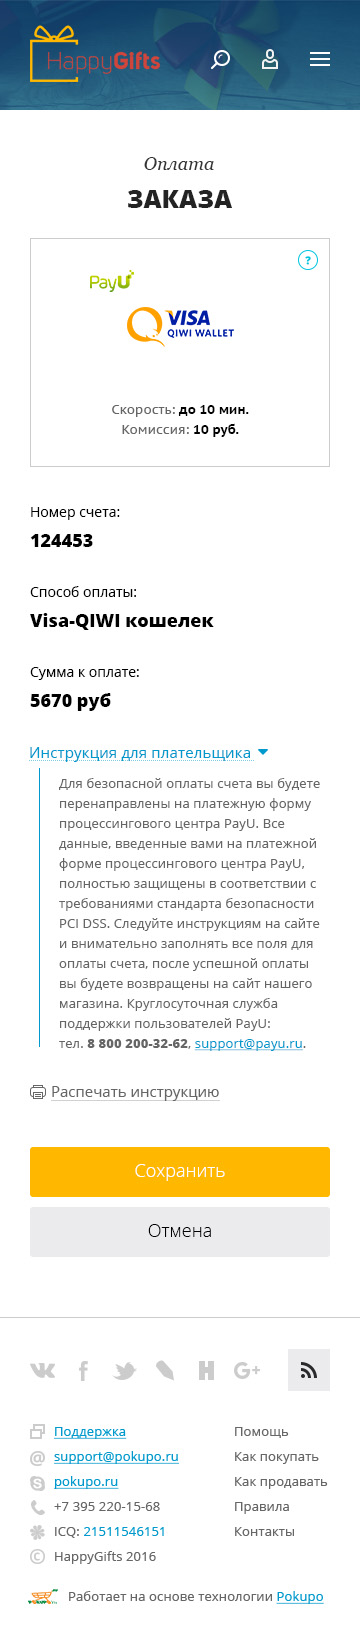 HappyGifts
Оплата
ЗАКАЗА
?
PayU
VISA
QIWI WALLET
Скорость: до 10 мин.
Комиссия: 10 руб.
Номер счета:
124453
Способ оплаты:
Visa-QIWI кошелек
Сумма к оплате:
5670 руб
Инструкция для плательщика
Для безопасной оплаты счета вы будете
перенаправлены на платежную форму
процессингового центра PayU. Все
данные, введенные вами на платежной
форме процессингового центра PayU,
полностью защищены в соответствии с
требованиями стандарта безопасности
PCI DSS. Следуйте инструкциям на сайте
и внимательно заполнять все поля для
оплаты счета, после успешной оплаты
вы будете возвращены на сайт нашего
магазина. Круглосуточная служба
поддержки пользователей PayU:
тел. 8 800 200-32-62, support@payu.ru.
Распечать инструкцию
Сохранить
Отмена
Поддержка
support@pokupo.ru
pokupo.ru
+7 395 220-15-68
ICQ: 21511546151
© HappyGifts 2016
Помощь
Как покупать
Как продавать
Правила
Контакты
Работает на основе технологии Pokupo